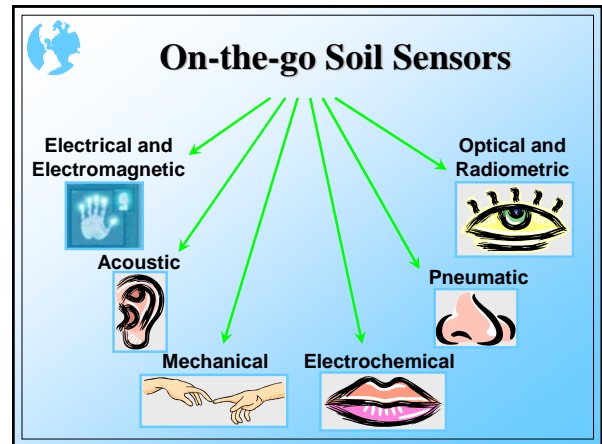 On-the-go Soil Sensors
Electrical and
Electromagnetic
Optical and
Radiometric
Acoustic
Pneumatic
Mechanical
Electrochemical